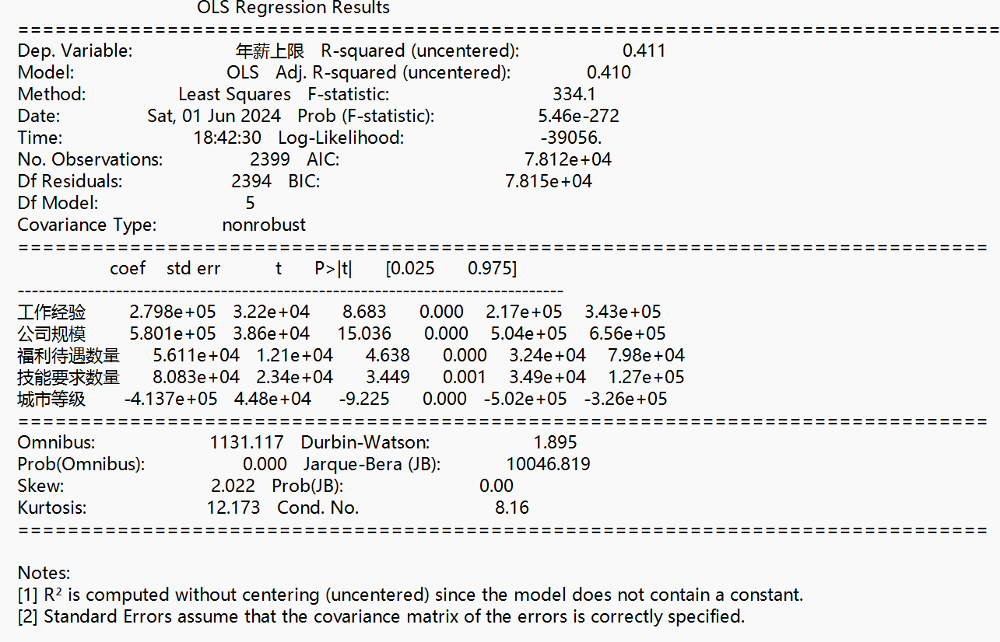 OLS Regression Results
==============================================================================
Dep. Variable: 年薪上限 R-squared (uncentered): 0.411
Model: OLS Adj. R-squared (uncentered): 0.410
Method: Least Squares F-statistic: 334.1
Date: Sat, 01 Jun 2024 Prob (F-statistic): 5.46e-272
Time: 18:42:30 Log-Likelihood: -39056.
No. Observations: 2399 AIC: 7.812e+04
Df Residuals: 2394 BIC: 7.815e+04
Df Model: 5
Covariance Type: nonrobust
==============================================================================
coef std err t P>|t| [0.025 0.975]
------------------------------------------------------------------------------
工作经验 2.798e+05 3.22e+04 8.683 0.000 2.17e+05 3.43e+05
公司规模 5.801e+05 3.86e+04 15.036 0.000 5.04e+05 6.56e+05
福利待遇数量 5.611e+04 1.21e+04 4.638 0.000 3.24e+04 7.98e+04
技能要求数量 8.083e+04 2.34e+04 3.449 0.001 3.49e+04 1.27e+05
城市等级 -4.137e+05 4.48e+04 -9.225 0.000 -5.02e+05 -3.26e+05
==============================================================================
Omnibus: 1131.117 Durbin-Watson: 1.895
Prob(Omnibus): 0.000 Jarque-Bera (JB): 10046.819
Skew: 2.022 Prob(JB): 0.00
Kurtosis: 12.173 Cond. No. 8.16
==============================================================================
Notes:
[1] R² is computed without centering (uncentered) since the model does not contain a constant.
[2] Standard Errors assume that the covariance matrix of the errors is correctly specified.